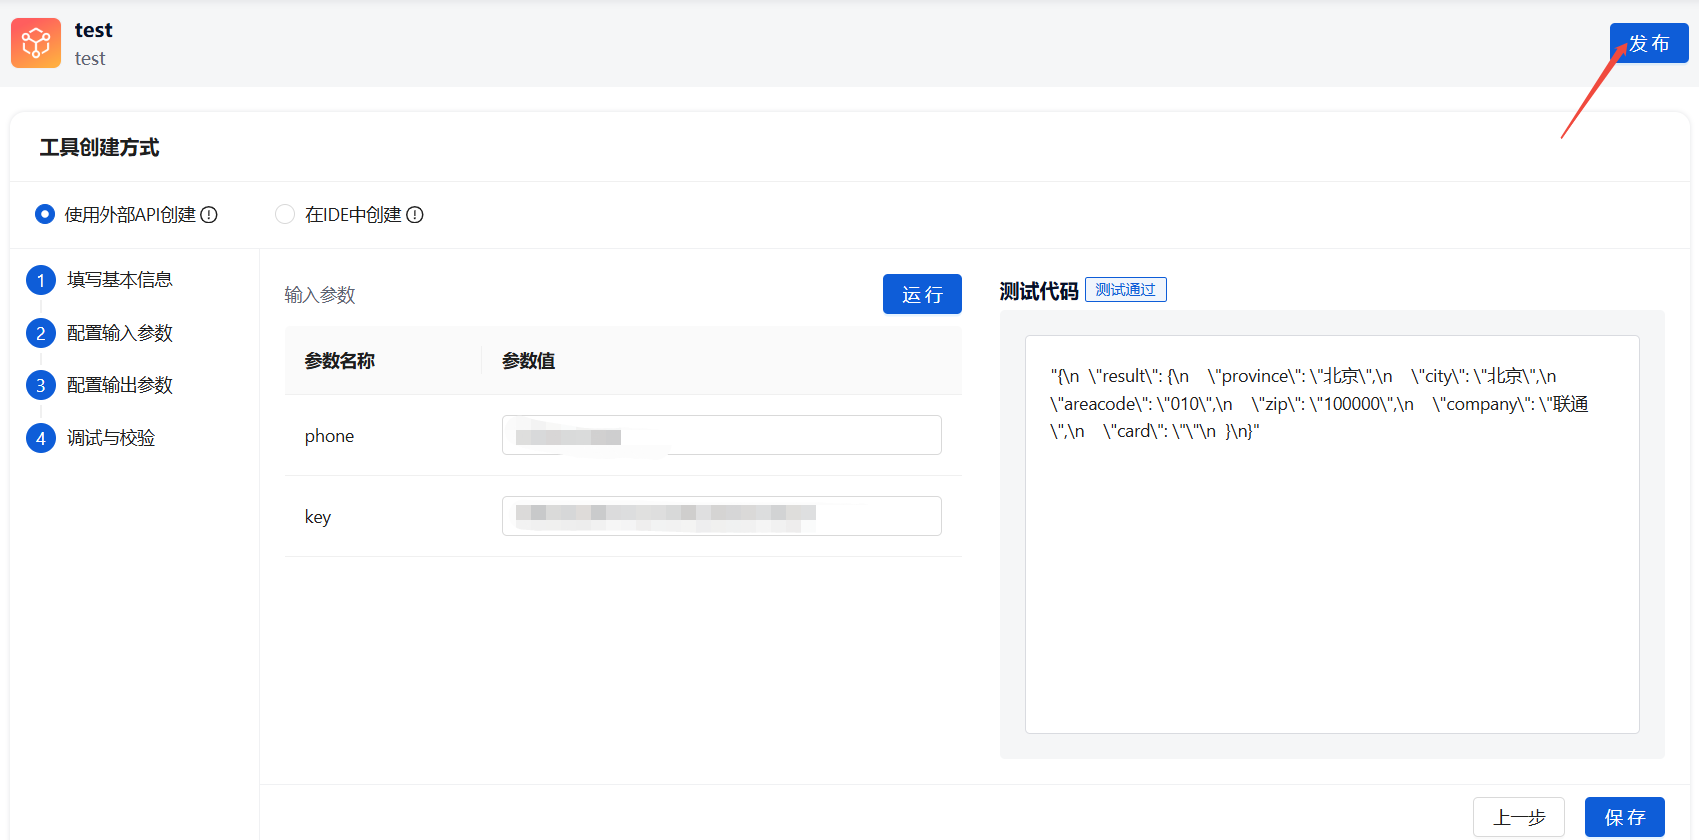 test
test
发布
工具创建方式
使用外部API创建
在IDE中创建
1 填写基本信息
2 配置输入参数
3 配置输出参数
4 调试与校验
输入参数
运行
参数名称 参数值
phone
key
测试代码 测试通过
"{\n  \"result\": {\n    \"province\": \"北京\",\n    \"city\": \"北京\",\n
\"areacode\": \"010\",\n    \"zip\": \"100000\",\n    \"company\": \"联通
\",\n    \"card\": \"\"\n  }\n}"
上一步
保存